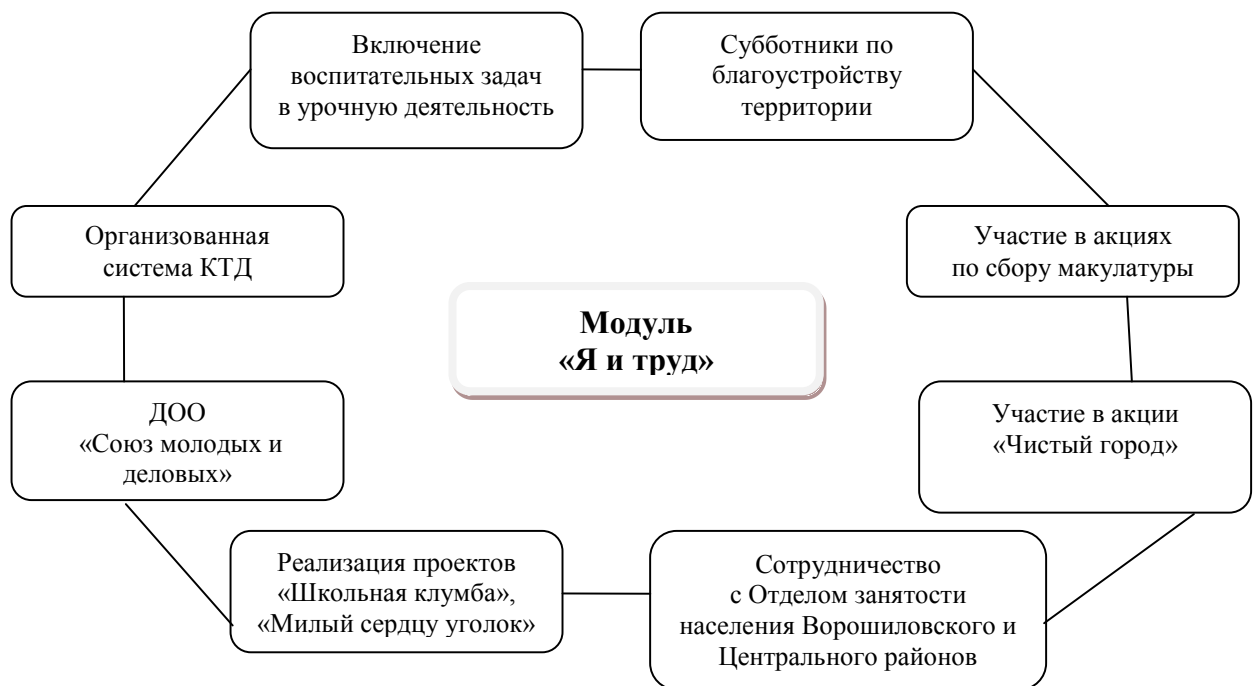 Включение
воспитательных задач
в урочную деятельность
Субботники по
благоустройству
территории
Организованная
система КТД
Участие в акциях
по сбору макулатуры
Модуль
«Я и труд»
ДОО
«Союз молодых и
деловых»
Участие в акции
«Чистый город»
Реализация проектов
«Школьная клумба»,
«Милый сердцу уголок»
Сотрудничество
с Отделом занятости
населения Ворошиловского и
Центрального районов